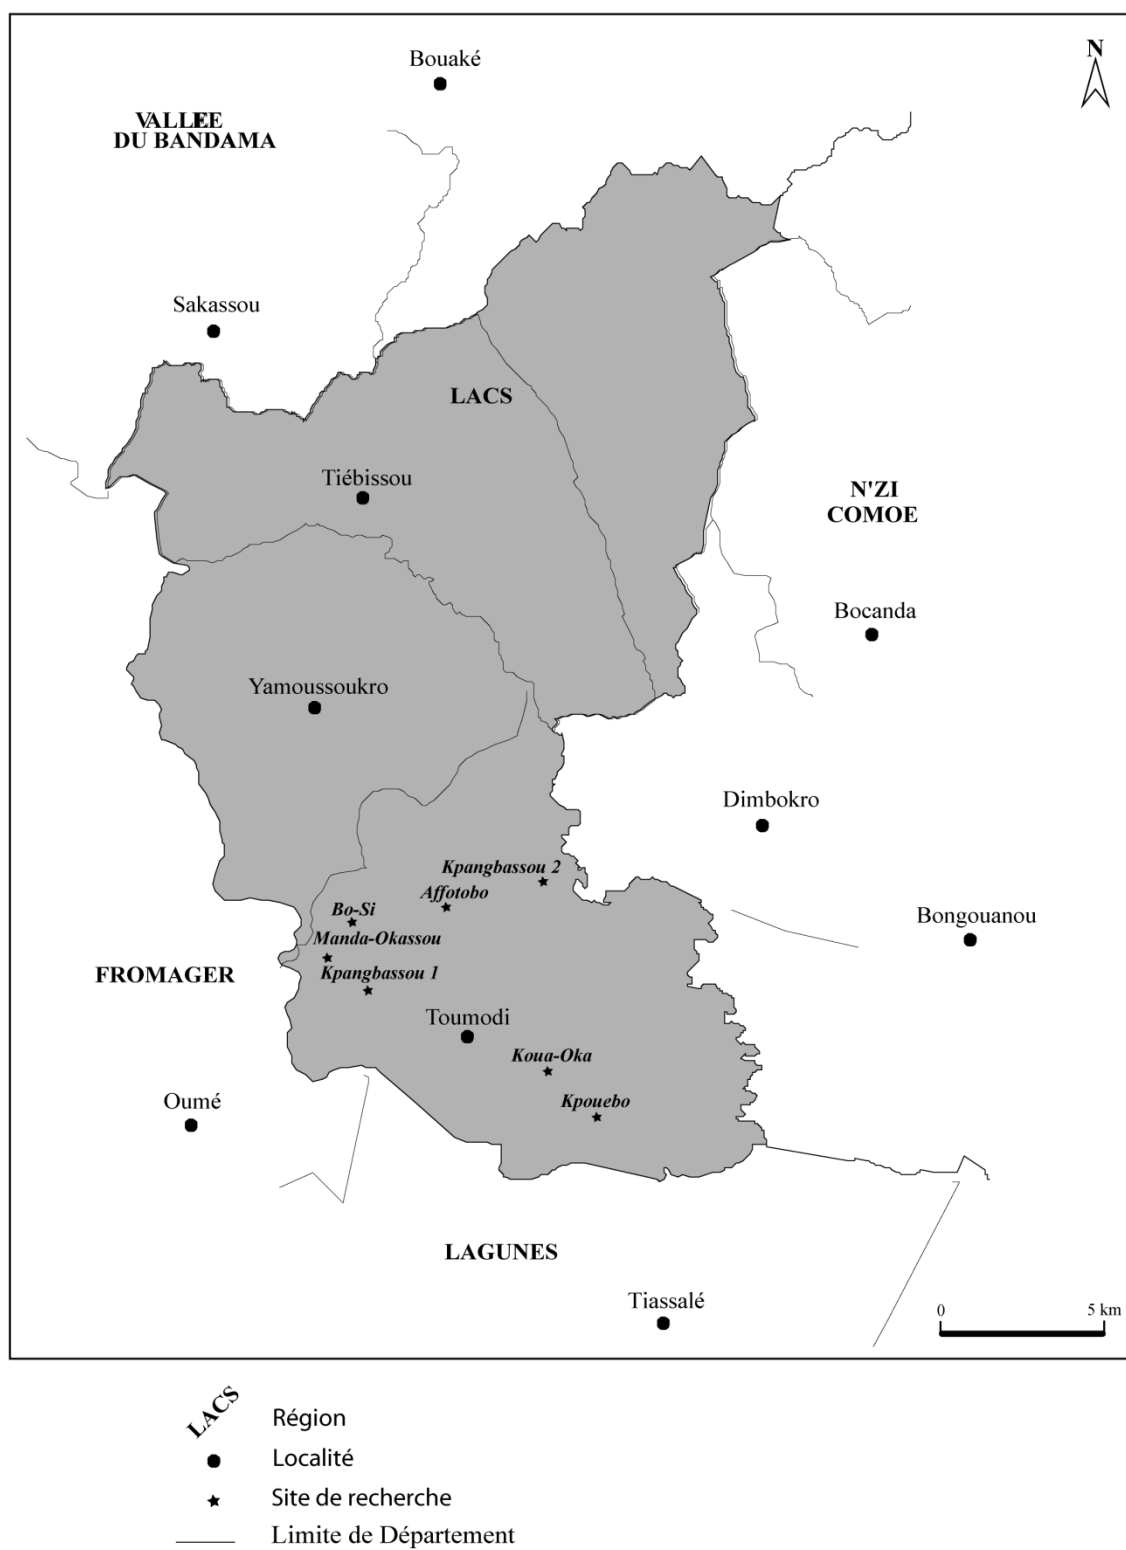 N
Bouaké
VALLEE
DU BANDAMA
Sakassou
LACS
Tiébissou
N'ZI
COMOE
Bocanda
Yamoussoukro
Dimbokro
Kpangbassou 2
Affotobo
Bo-Si
Bongouanou
Manda-Okassou
FROMAGER
Kpangbassou 1
Toumodi
Koua-Oka
Kpouebo
Oumé
LAGUNES
Tiassalé
0 5 km
LACS Région
Localité
Site de recherche
Limite de Département